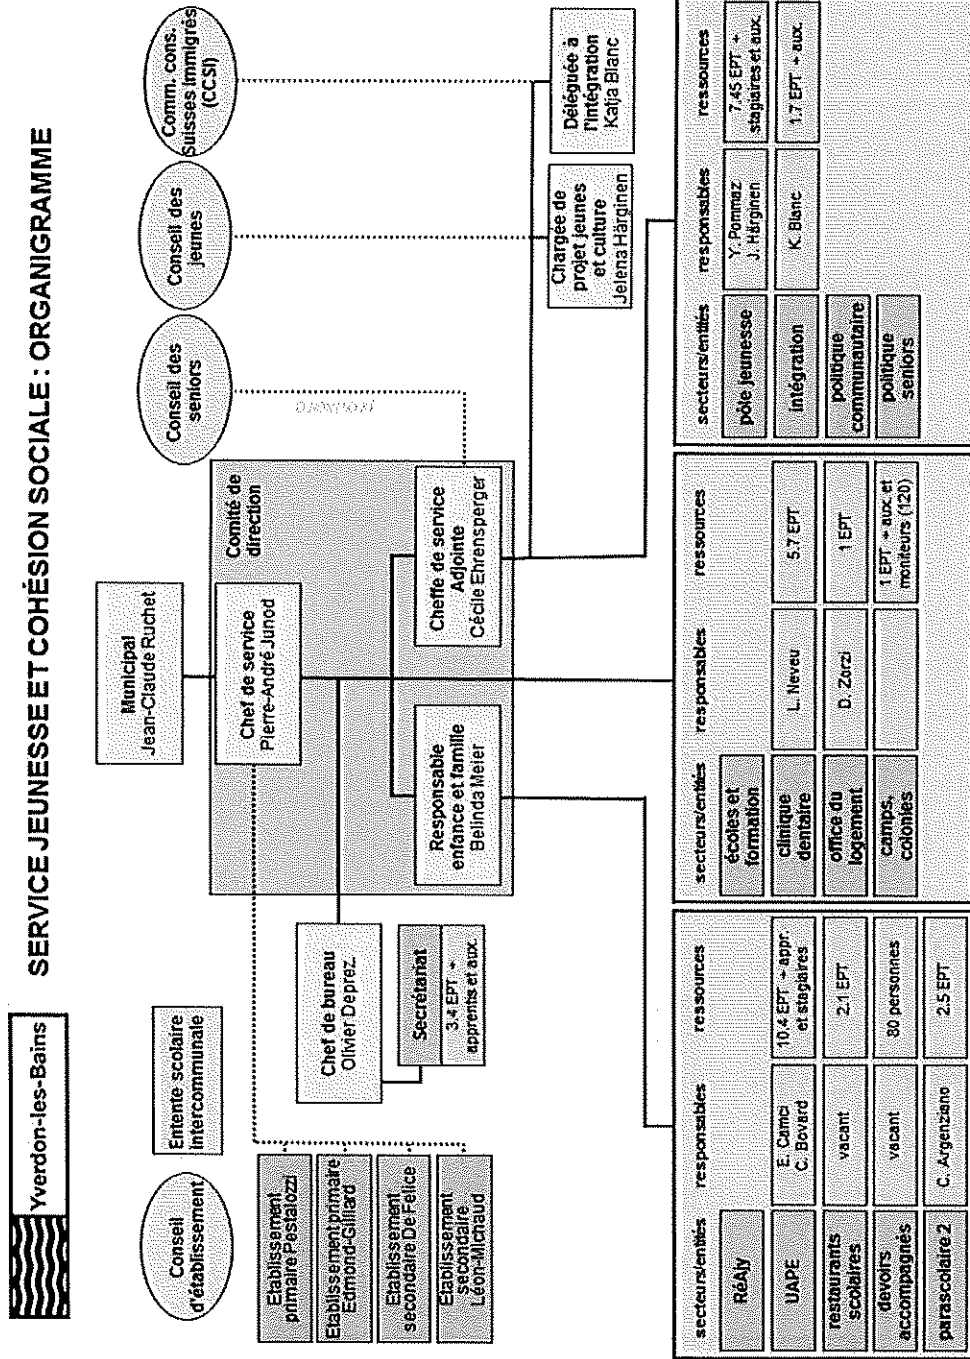 Yverdon-les-Bains
SERVICE JEUNESSE ET COHÉSION SOCIALE : ORGANIGRAMME
Conseil
d'établissement
Entente scolaire
Intercommunale
Municipal
Jean-Claude Ruchet
Conseil des
seniors
Conseil des
jeunes
Comm. cons.
Suisses Immigrés
(CCSI)
Comité de
direction
Chef de service
Pierre-André Junod
Etablissement
primaire Pestalozzi
Etablissement primaire
Edmond-Gilliard
Etablissement
secondaire De Felice
Etablissement
secondaire
Léon-Michaud
Chef de bureau
Olivier Deprez
Secrétariat
3.4 EPT +
apprentis et aux.
Responsable
enfance et famille
Belinda Meier
Cheffe de service
Adjointe
Cécile Ehrensperger
Chargée de
projet jeunes
et culture
Jelena Härginen
Déléguée à
l'intégration
Katja Blanc
secteurs/entités
responsables
ressources
RéAjy
UAPE
E. Camci
C. Bovard
10.4 EPT + appr.
et stagiaires
restaurants
scolaires
vacant
2.1 EPT
devoirs
accompagnés
vacant
80 personnes
parascolaire 2
C. Argenziano
2.5 EPT
secteurs/entités
responsables
ressources
écoles et
formation
clinique
dentaire
L. Neveu
5.7 EPT
office du
logement
D. Zorzi
1 EPT
camps,
colonies
1 EPT + aux. et
moniteurs (120)
secteurs/entités
responsables
ressources
pôle jeunesse
Y. Pommaz
J. Härginen
7.45 EPT +
stagiaires et aux.
intégration
K. Blanc
1.7 EPT + aux.
politique
communautaire
politique
seniors